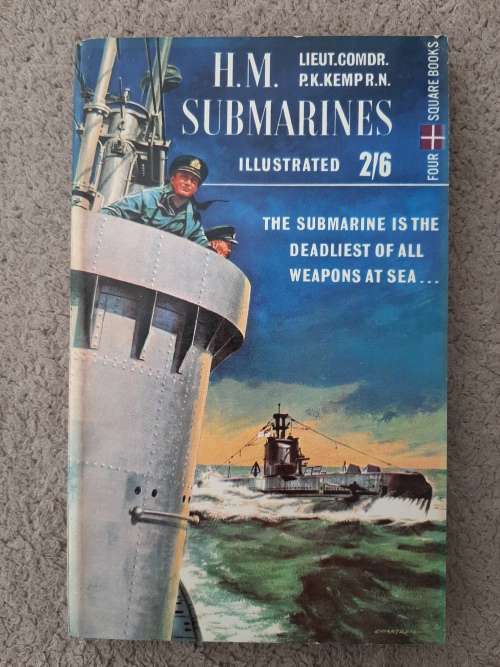 H.M.
LIEUT.COMDR.
P.K.KEMP R.N.
SUBMARINES
ILLUSTRATED 2/6
FOUR SQUARE BOOKS
THE SUBMARINE IS THE
DEADLIEST OF ALL
WEAPONS AT SEA...